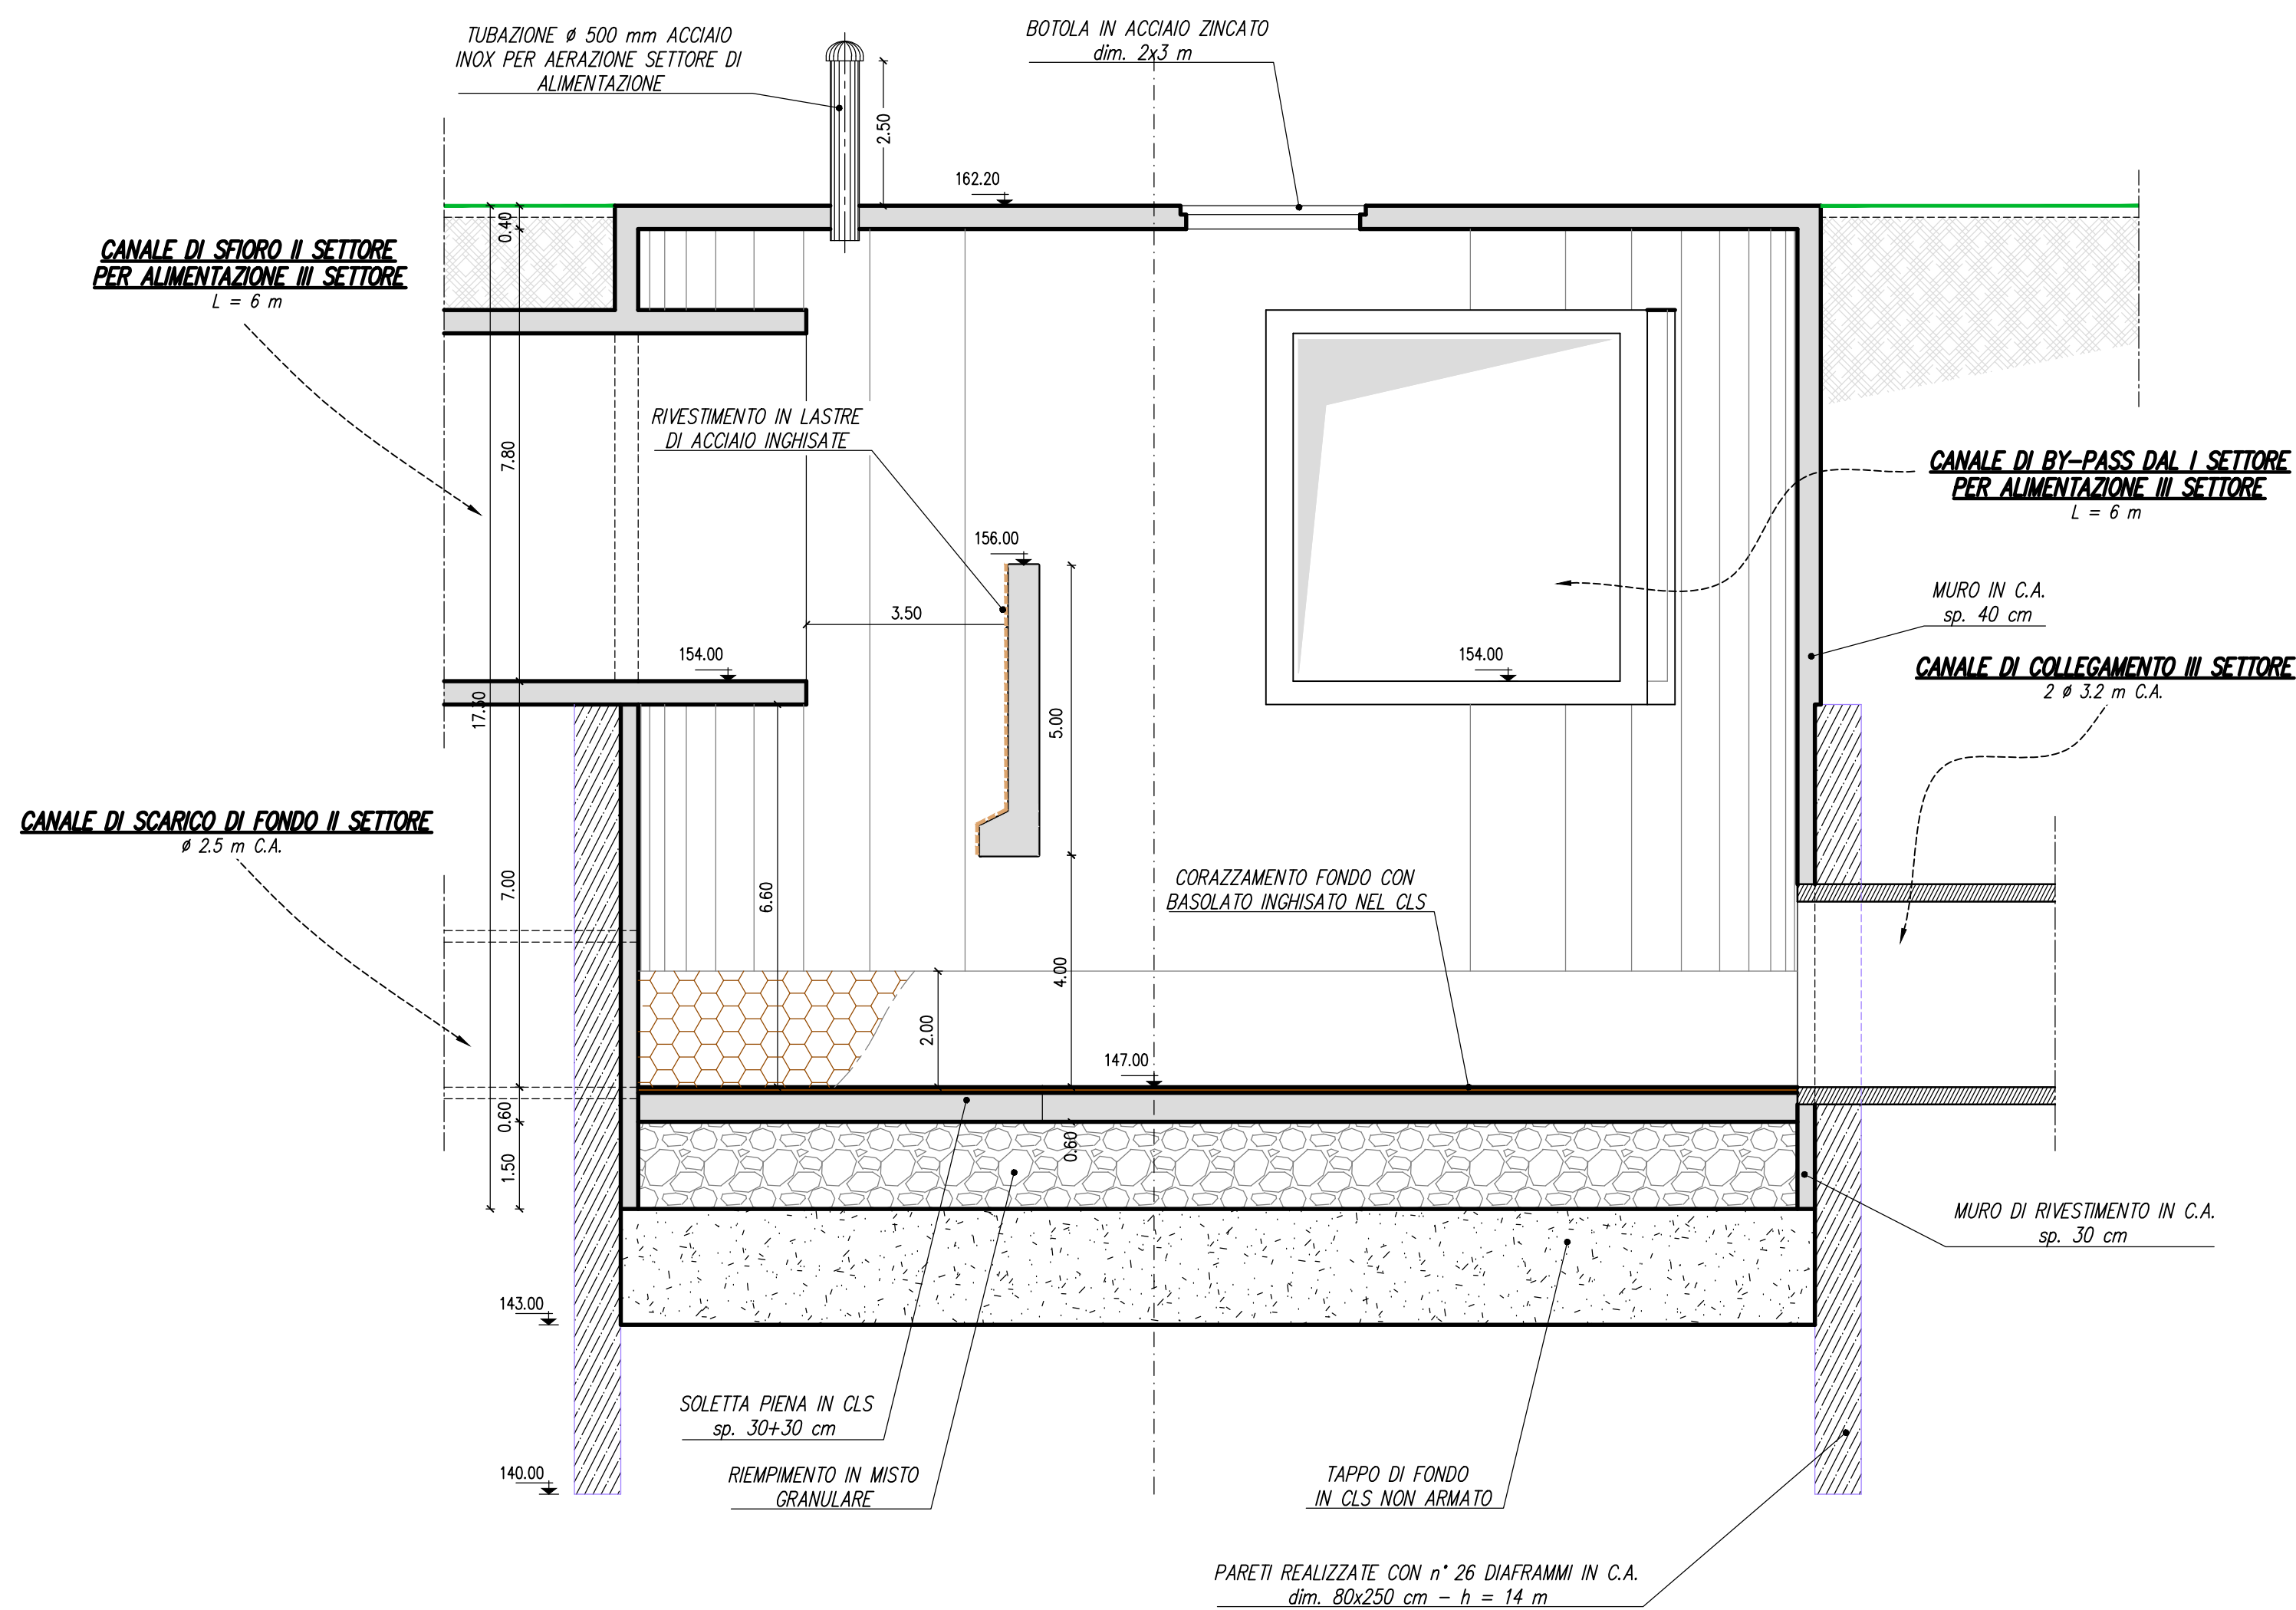 TUBAZIONE ø 500 mm ACCIAIO
INOX PER AERAZIONE SETTORE DI
ALIMENTAZIONE
BOTOLA IN ACCIAIO ZINCATO
dim. 2x3 m
2.50
162.20
0.40
CANALE DI SFIORO II SETTORE
PER ALIMENTAZIONE III SETTORE
L = 6 m
RIVESTIMENTO IN LASTRE
DI ACCIAIO INGHISATE
7.80
CANALE DI BY-PASS DAL I SETTORE
PER ALIMENTAZIONE III SETTORE
L = 6 m
156.00
3.50
MURO IN C.A.
sp. 40 cm
154.00
154.00
CANALE DI COLLEGAMENTO III SETTORE
2 ø 3.2 m C.A.
17.30
5.00
CANALE DI SCARICO DI FONDO II SETTORE
ø 2.5 m C.A.
7.00
6.60
CORAZZAMENTO FONDO CON
BASOLATO INGHISATO NEL CLS
4.00
2.00
147.00
0.60
0.60
1.50
MURO DI RIVESTIMENTO IN C.A.
sp. 30 cm
143.00
SOLETTA PIENA IN CLS
sp. 30+30 cm
140.00
RIEMPIMENTO IN MISTO
GRANULARE
TAPPO DI FONDO
IN CLS NON ARMATO
PARETI REALIZZATE CON n° 26 DIAFRAMMI IN C.A.
dim. 80x250 cm - h = 14 m